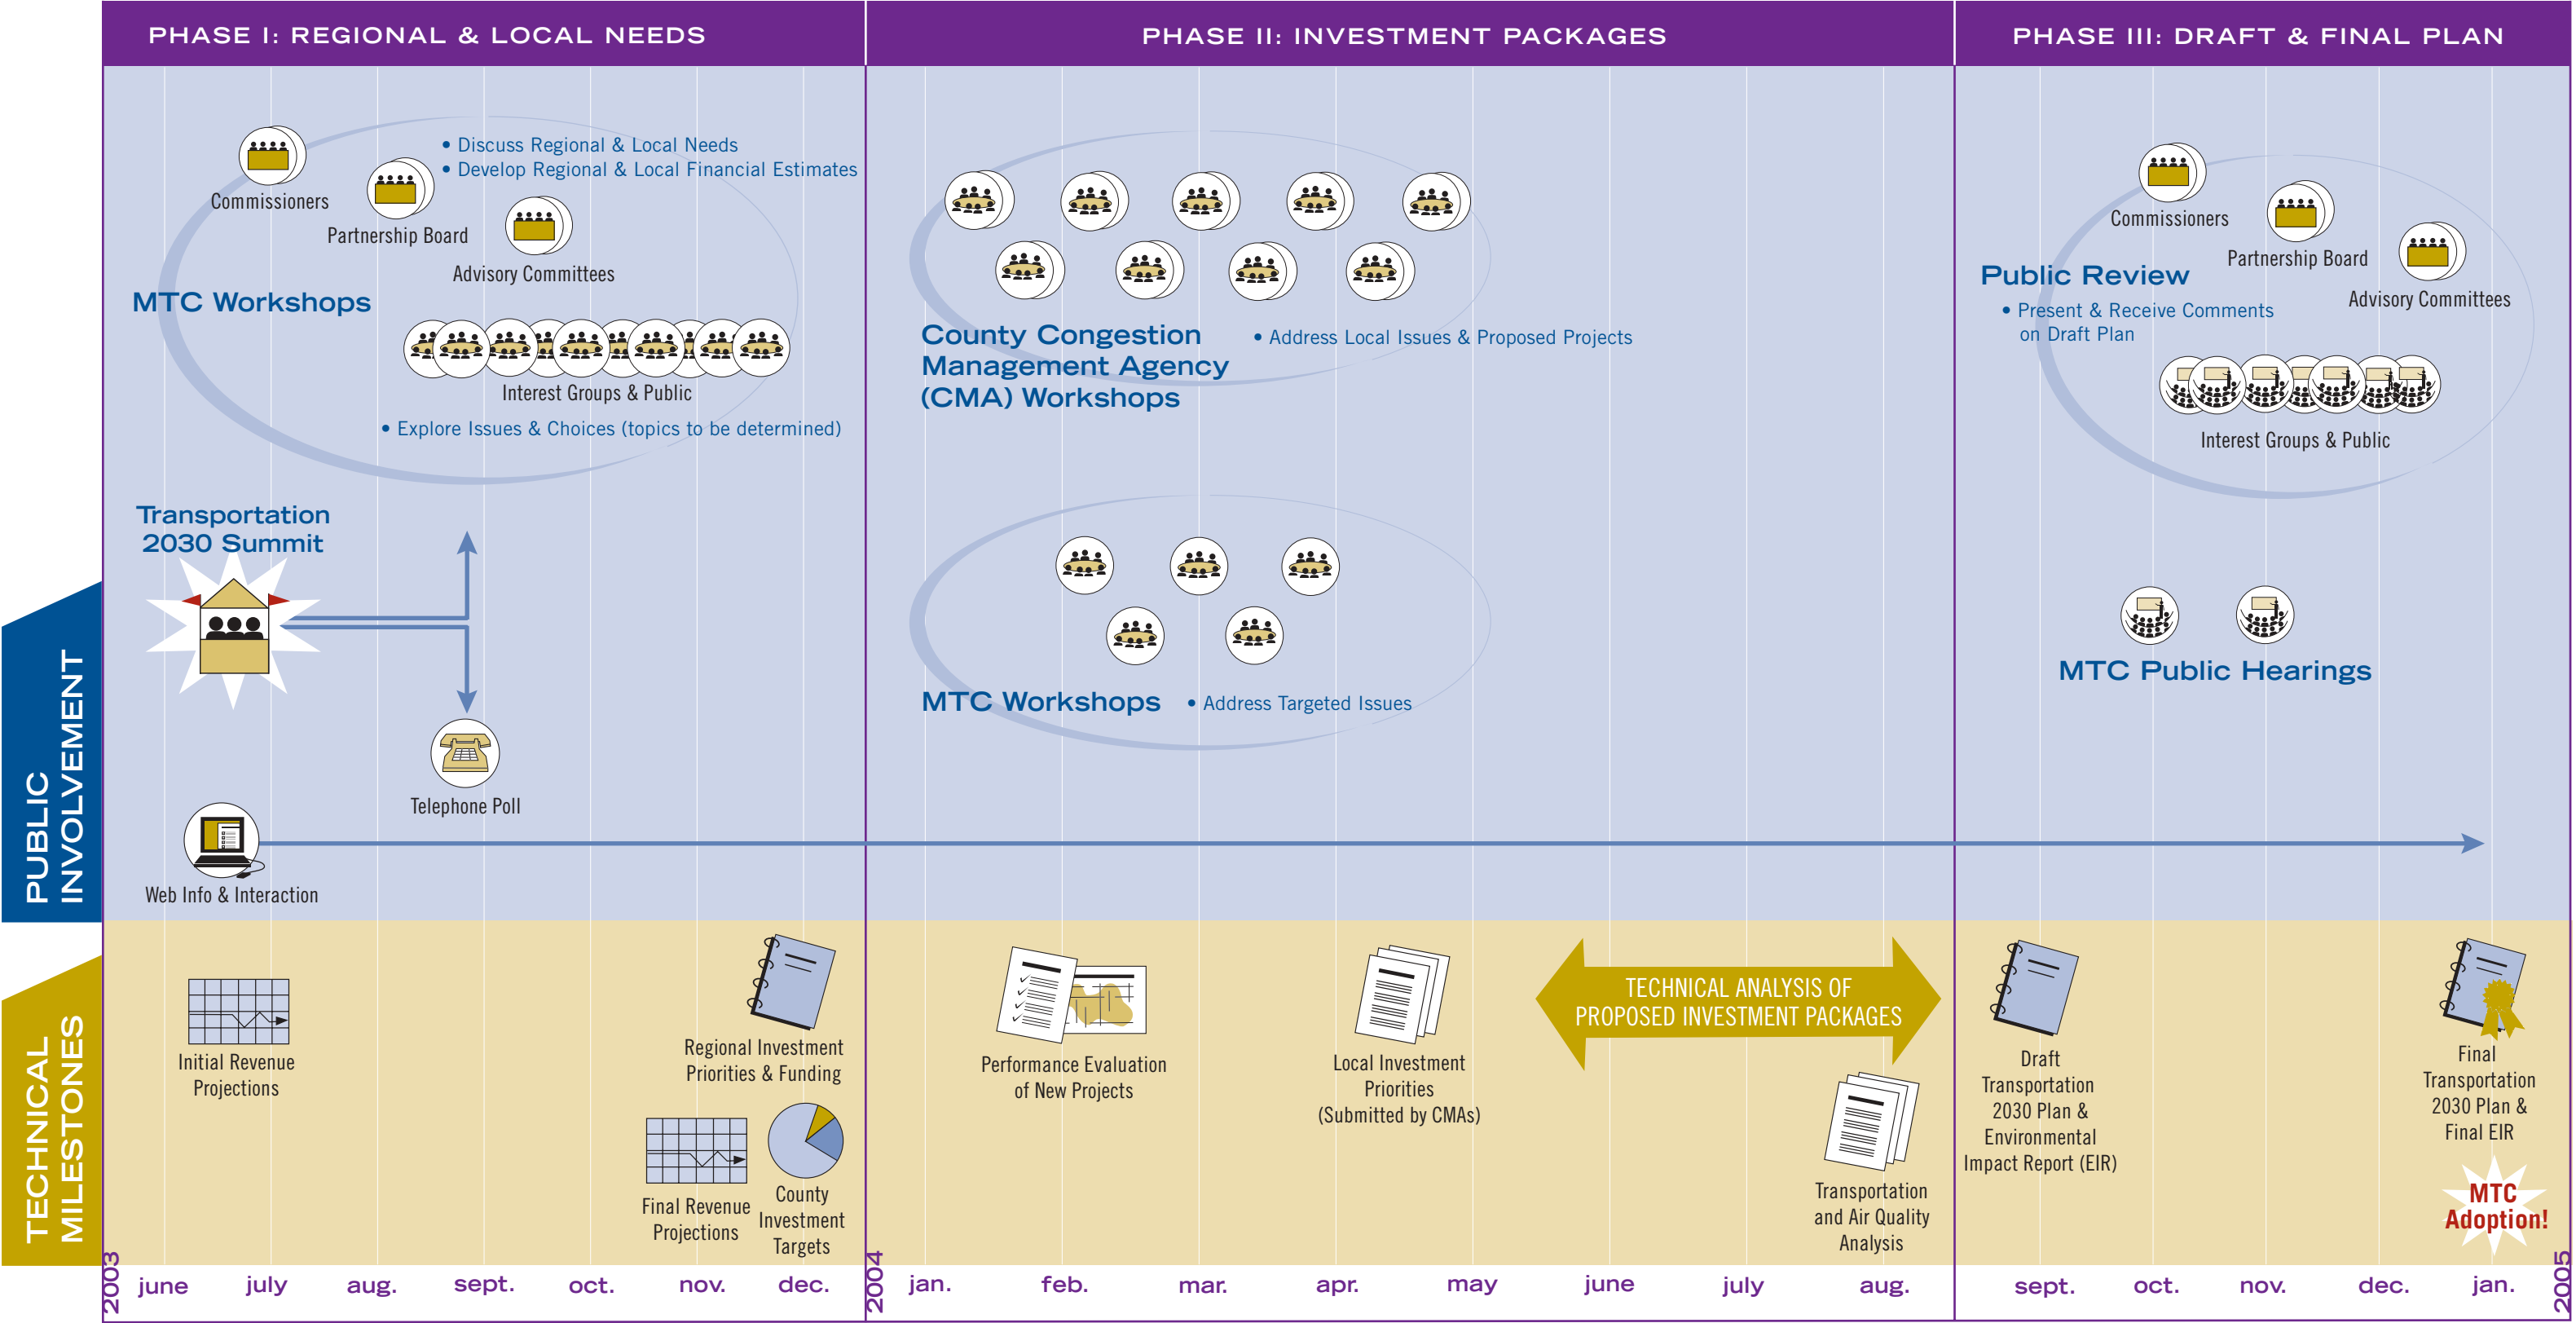 PHASE I: REGIONAL & LOCAL NEEDS
PHASE II: INVESTMENT PACKAGES
PHASE III: DRAFT & FINAL PLAN
PUBLIC
INVOLVEMENT
Commissioners
Partnership Board
Advisory Committees
• Discuss Regional & Local Needs
• Develop Regional & Local Financial Estimates
MTC Workshops
Interest Groups & Public
• Explore Issues & Choices (topics to be determined)
Transportation
2030 Summit
Telephone Poll
Web Info & Interaction
County Congestion
Management Agency
(CMA) Workshops
• Address Local Issues & Proposed Projects
MTC Workshops
• Address Targeted Issues
Commissioners
Partnership Board
Advisory Committees
Public Review
• Present & Receive Comments
on Draft Plan
Interest Groups & Public
MTC Public Hearings
TECHNICAL
MILESTONES
Initial Revenue
Projections
Regional Investment
Priorities & Funding
Final Revenue
Projections
County
Investment
Targets
Performance Evaluation
of New Projects
Local Investment
Priorities
(Submitted by CMAs)
TECHNICAL ANALYSIS OF
PROPOSED INVESTMENT PACKAGES
Transportation
and Air Quality
Analysis
Draft
Transportation
2030 Plan &
Environmental
Impact Report (EIR)
Final
Transportation
2030 Plan &
Final EIR
MTC
Adoption!
2003
june
july
aug.
sept.
oct.
nov.
dec.
2004
jan.
feb.
mar.
apr.
may
june
july
aug.
sept.
oct.
nov.
dec.
jan.
2005